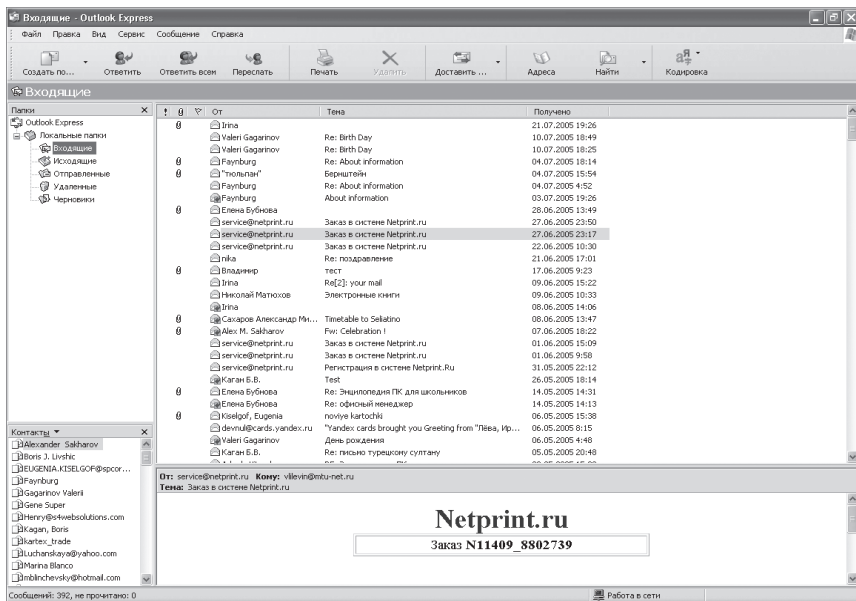 Входящие - Outlook Express
Файл Правка Вид Сервис Сообщение Справка
Создать по... Ответить Ответить всем Переслать Печать Удалить Доставить ... Адреса Найти Кодировка
Входящие
Папки
Outlook Express
Локальные папки
Входящие
Исходящие
Отправленные
Удаленные
Черновики
Контакты
Alexander Sakharov
Boris J. Livshic
EUGENIA.KISELGOF@spcor...
Faynburg
Gagarinov Valerii
Gene Super
Henry@s4websolutions.com
Kagan, Boris
kartex_trade
Luchanskaya@yahoo.com
Marina Blanco
mblinchevsky@hotmail.com
! От Тема Получено
Irina 21.07.2005 19:26
Valeri Gagarinov Re: Birth Day 10.07.2005 18:49
Valeri Gagarinov Re: Birth Day 10.07.2005 18:25
Faynburg Re: About information 04.07.2005 18:14
"тюльпан" Бернштейн 04.07.2005 15:54
Faynburg Re: About information 04.07.2005 4:52
Faynburg About information 03.07.2005 19:26
Елена Бубнова 28.06.2005 13:49
service@netprint.ru Заказ в системе Netprint.ru 27.06.2005 23:50
service@netprint.ru Заказ в системе Netprint.ru 27.06.2005 23:17
service@netprint.ru Заказ в системе Netprint.ru 22.06.2005 10:30
nika Re: поздравление 21.06.2005 17:01
Владимир тест 17.06.2005 9:23
Irina Re[2]: your mail 09.06.2005 15:22
Николай Матюхов Электронные книги 09.06.2005 10:33
Irina 08.06.2005 14:06
Сахаров Александр Ми... Timetable to Seliatino 08.06.2005 13:47
Alex M. Sakharov Fw: Celebration ! 07.06.2005 18:22
service@netprint.ru Заказ в системе Netprint.ru 01.06.2005 15:09
service@netprint.ru Заказ в системе Netprint.ru 01.06.2005 9:58
service@netprint.ru Регистрация в системе Netprint.Ru 31.05.2005 22:12
Каган Б.В. Test 26.05.2005 18:14
Елена Бубнова Re: Энцилопедия ПК для школьников 14.05.2005 14:31
Елена Бубнова Re: офисный менеджер 14.05.2005 14:13
Kiselgof, Eugenia noviye kartochki 06.05.2005 15:38
devnul@cards.yandex.ru "Yandex cards brought you Greeting from "Лёва, Ир... 06.05.2005 8:15
Valeri Gagarinov День рождения 06.05.2005 4:48
Каган Б.В. Re: письмо турецкому султану 05.05.2005 20:48
От: service@netprint.ru Кому: vlilevin@mtu-net.ru
Тема: Заказ в системе Netprint.ru
Netprint.ru
Заказ N11409_8802739
Сообщений: 392, не прочитано: 0 Работа в сети